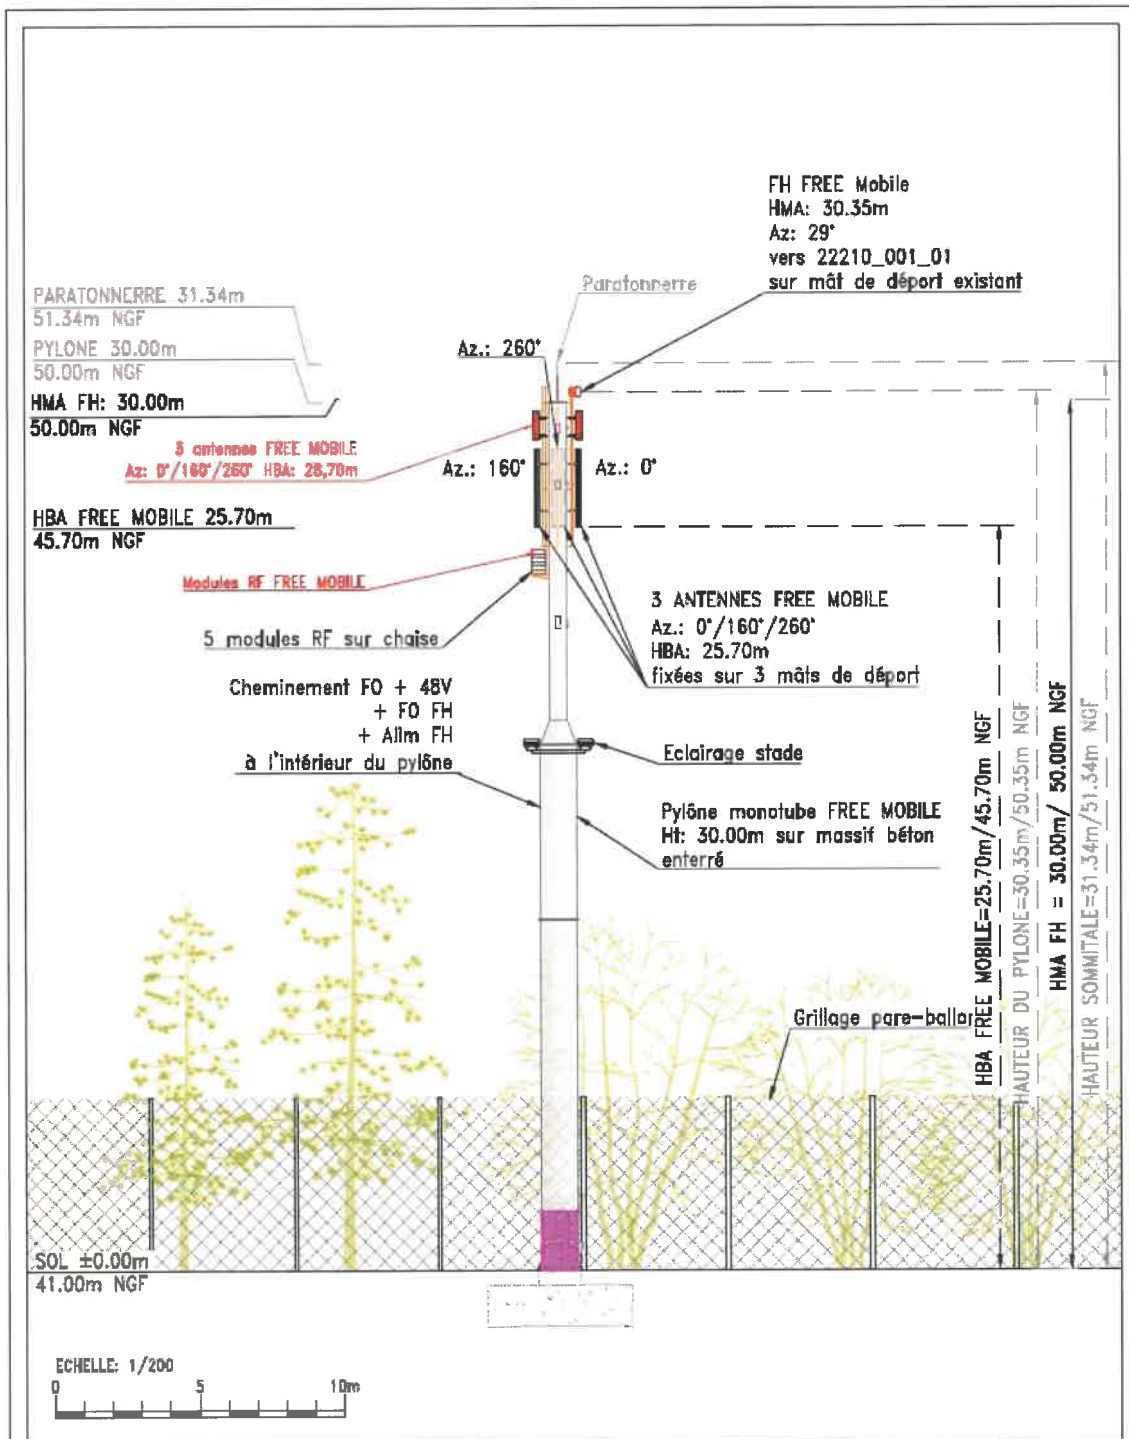 FH FREE Mobile
HMA: 30.35m
Az: 29°
vers 22210_001_01
sur mât de déport existant
Paratonnerre
PARATONNERRE 31.34m
51.34m NGF
PYLONE 30.00m
50.00m NGF
HMA FH: 30.00m
50.00m NGF
Az.: 260°
3 antennes FREE MOBILE
Az: 0°/160°/260° HBA: 28,70m
Az.: 160°
Az.: 0°
HBA FREE MOBILE 25.70m
45.70m NGF
Modules RF FREE MOBILE
5 modules RF sur chaise
3 ANTENNES FREE MOBILE
Az.: 0°/160°/260°
HBA: 25.70m
fixées sur 3 mâts de déport
Cheminement FO + 48V
+ FO FH
+ Alim FH
à l'intérieur du pylône
Eclairage stade
Pylône monotube FREE MOBILE
Ht: 30.00m sur massif béton
enterré
Grillage pare-ballon
HBA FREE MOBILE=25.70m/45.70m NGF
HAUTEUR DU PYLONE=30.35m/50.35m NGF
HMA FH = 30.00m/ 50.00m NGF
HAUTEUR SOMMITALE=31.34m/51.34m NGF
SOL ±0.00m
41.00m NGF
ECHELLE: 1/200
0 5 10m